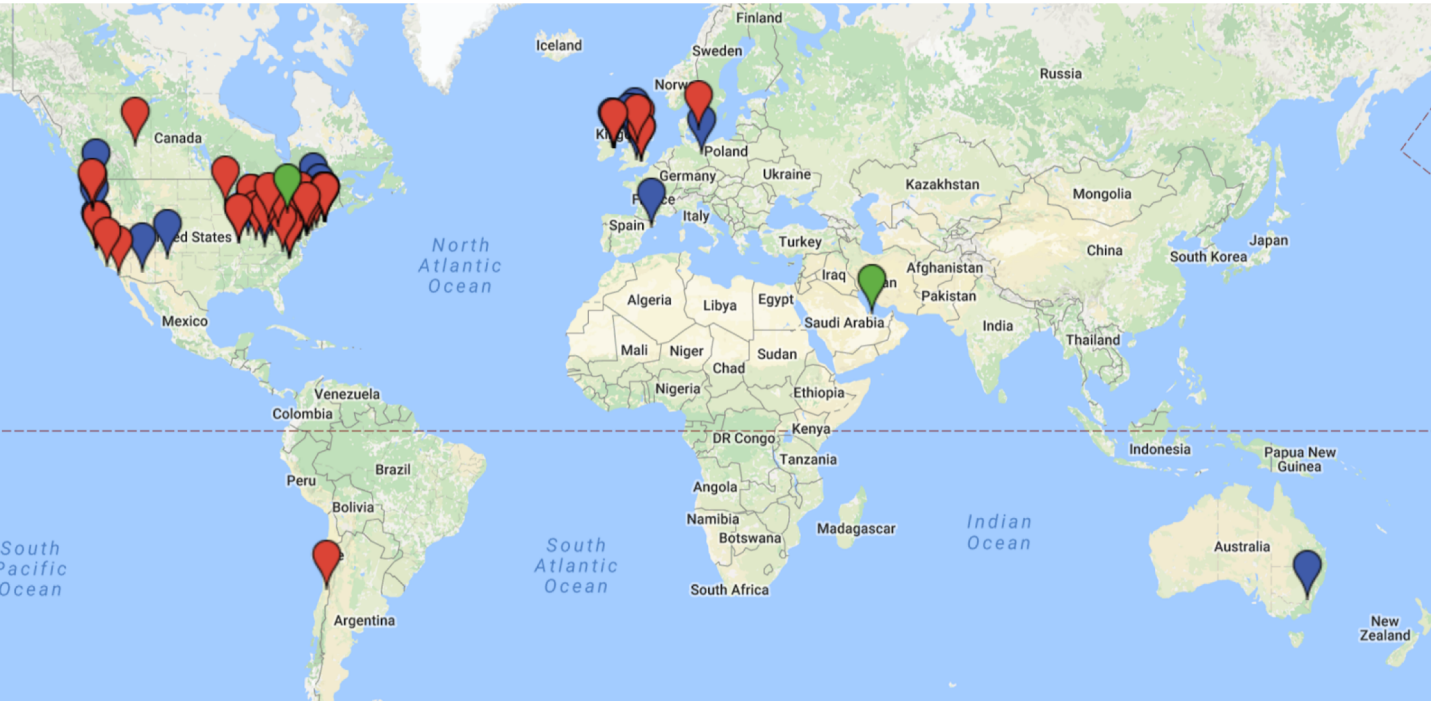 Finland
Iceland
Sweden
Norw
Russia
Canada
Poland
Germany
Ukraine
Kazakhstan
Mongolia
Italy
Spain
ed States
Turkey
China
Japan
South Korea
North
Atlantic
Ocean
Iraq
an
Afghanistan
Pakistan
Algeria
Libya
Egypt
Saudi Arabia
India
Mexico
Thailand
Mali
Niger
Chad
Sudan
Nigeria
Ethiopia
Venezuela
Colombia
DR Congo
Kenya
Tanzania
Indonesia
Papua New
Guinea
Brazil
Peru
Angola
Bolivia
Namibia
Botswana
Madagascar
Indian
Ocean
South
Pacific
Ocean
South
Atlantic
Ocean
Australia
South Africa
Argentina
New
Zealand